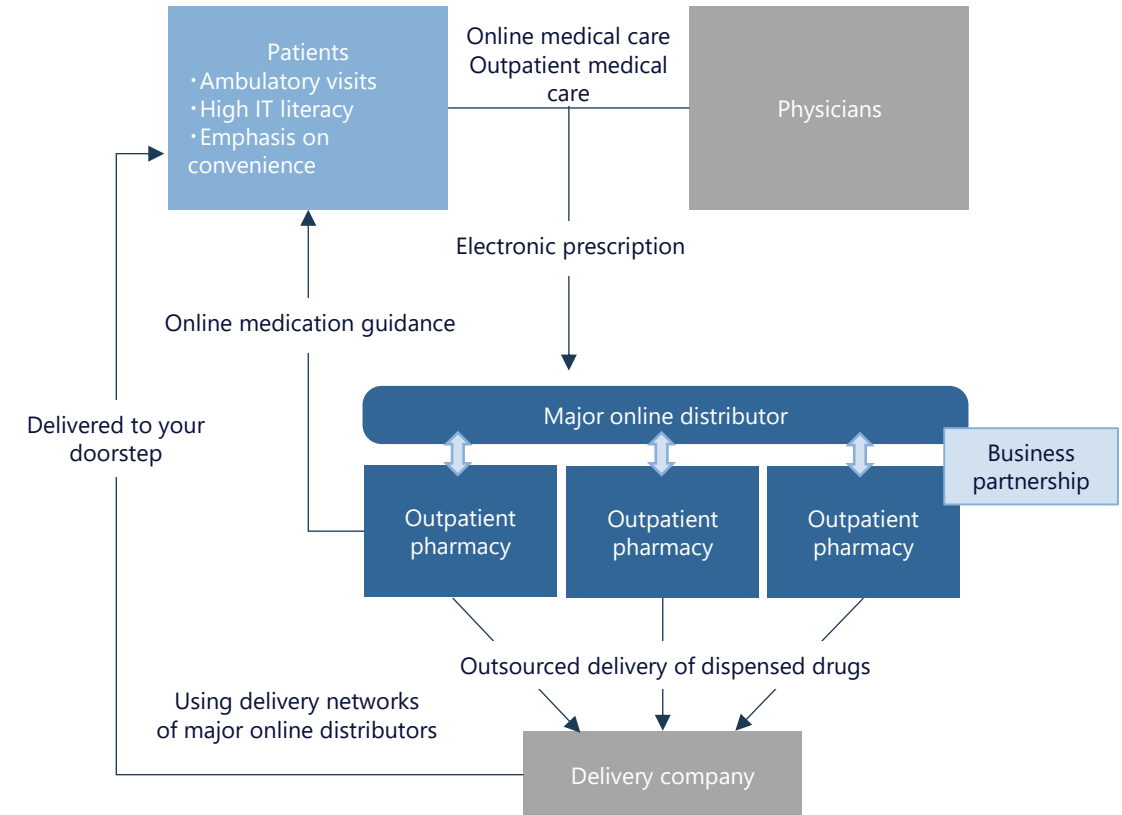 Patients
・Ambulatory visits
・High IT literacy
・Emphasis on
convenience
Online medical care
Outpatient medical
care
Physicians
Electronic prescription
Online medication guidance
Delivered to your
doorstep
Major online distributor
Business
partnership
Outpatient
pharmacy
Outpatient
pharmacy
Outpatient
pharmacy
Outsourced delivery of dispensed drugs
Using delivery networks
of major online distributors
Delivery company